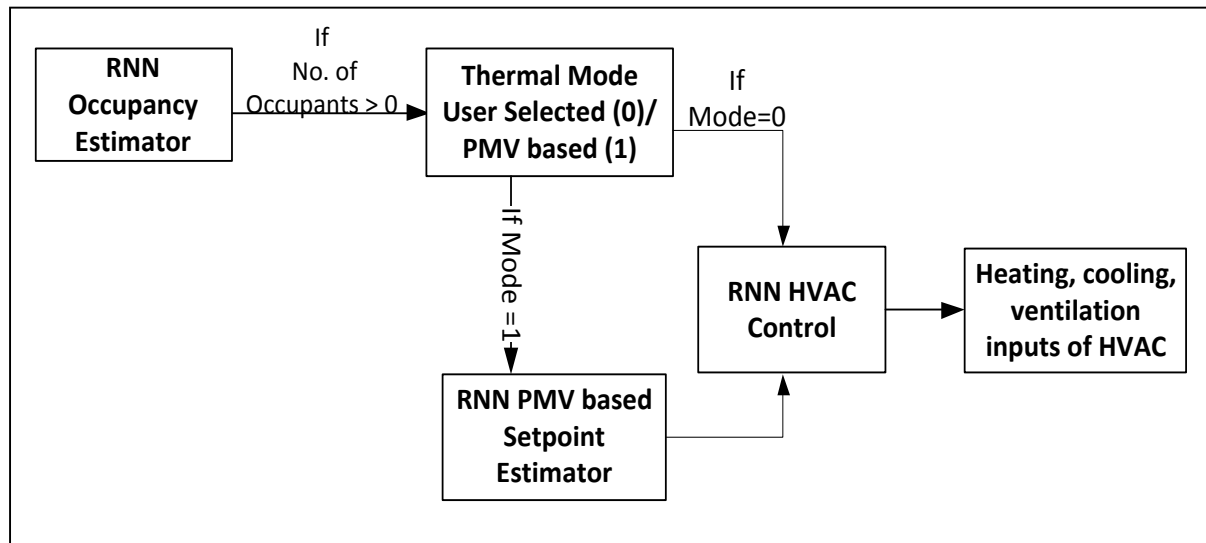 RNN
Occupancy
Estimator
If
No. of
Occupants > 0
Thermal Mode
User Selected (0)/
PMV based (1)
If
Mode=0
If Mode =1
RNN PMV based
Setpoint
Estimator
RNN HVAC
Control
Heating, cooling,
ventilation
inputs of HVAC